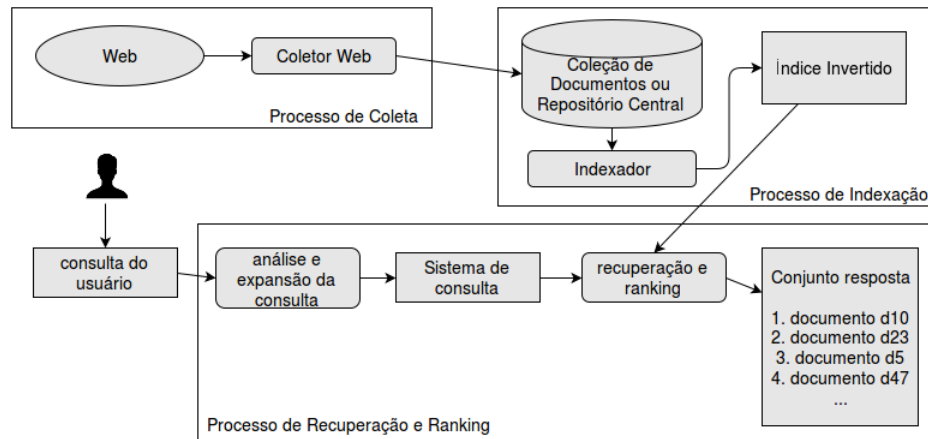 Web
Coletor Web
Processo de Coleta
Coleção de
Documentos ou
Repositório Central
Índice Invertido
Indexador
Processo de Indexação
consulta do
usuário
análise e
expansão da
consulta
Sistema de
consulta
recuperação e
ranking
Conjunto resposta
1. documento d10
2. documento d23
3. documento d5
4. documento d47
...
Processo de Recuperação e Ranking